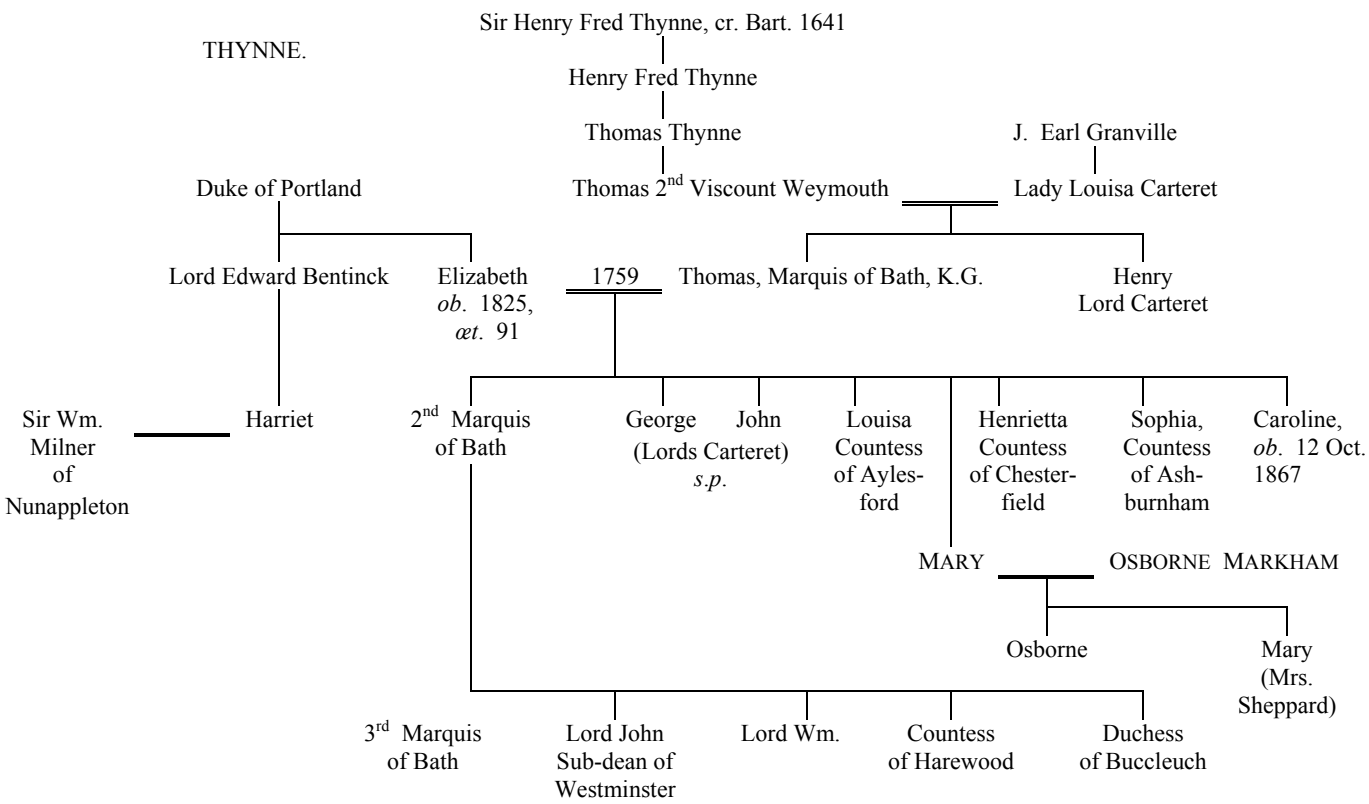 Sir Henry Fred Thynne, cr. Bart. 1641
THYNNE.
Henry Fred Thynne
Thomas Thynne
J. Earl Granville
Duke of Portland
Thomas 2nd Viscount Weymouth
Lady Louisa Carteret
Lord Edward Bentinck
Elizabeth
ob. 1825,
œt. 91
1759
Thomas, Marquis of Bath, K.G.
Henry
Lord Carteret
Sir Wm.
Milner
of
Nunappleton
Harriet
2nd Marquis
of Bath
George
John
(Lords Carteret)
s.p.
Louisa
Countess
of Ayles-
ford
Henrietta
Countess
of Chester-
field
Sophia,
Countess
of Ash-
burnham
Caroline,
ob. 12 Oct.
1867
MARY
OSBORNE MARKHAM
Osborne
Mary
(Mrs.
Sheppard)
3rd Marquis
of Bath
Lord John
Sub-dean of
Westminster
Lord Wm.
Countess
of Harewood
Duchess
of Buccleuch